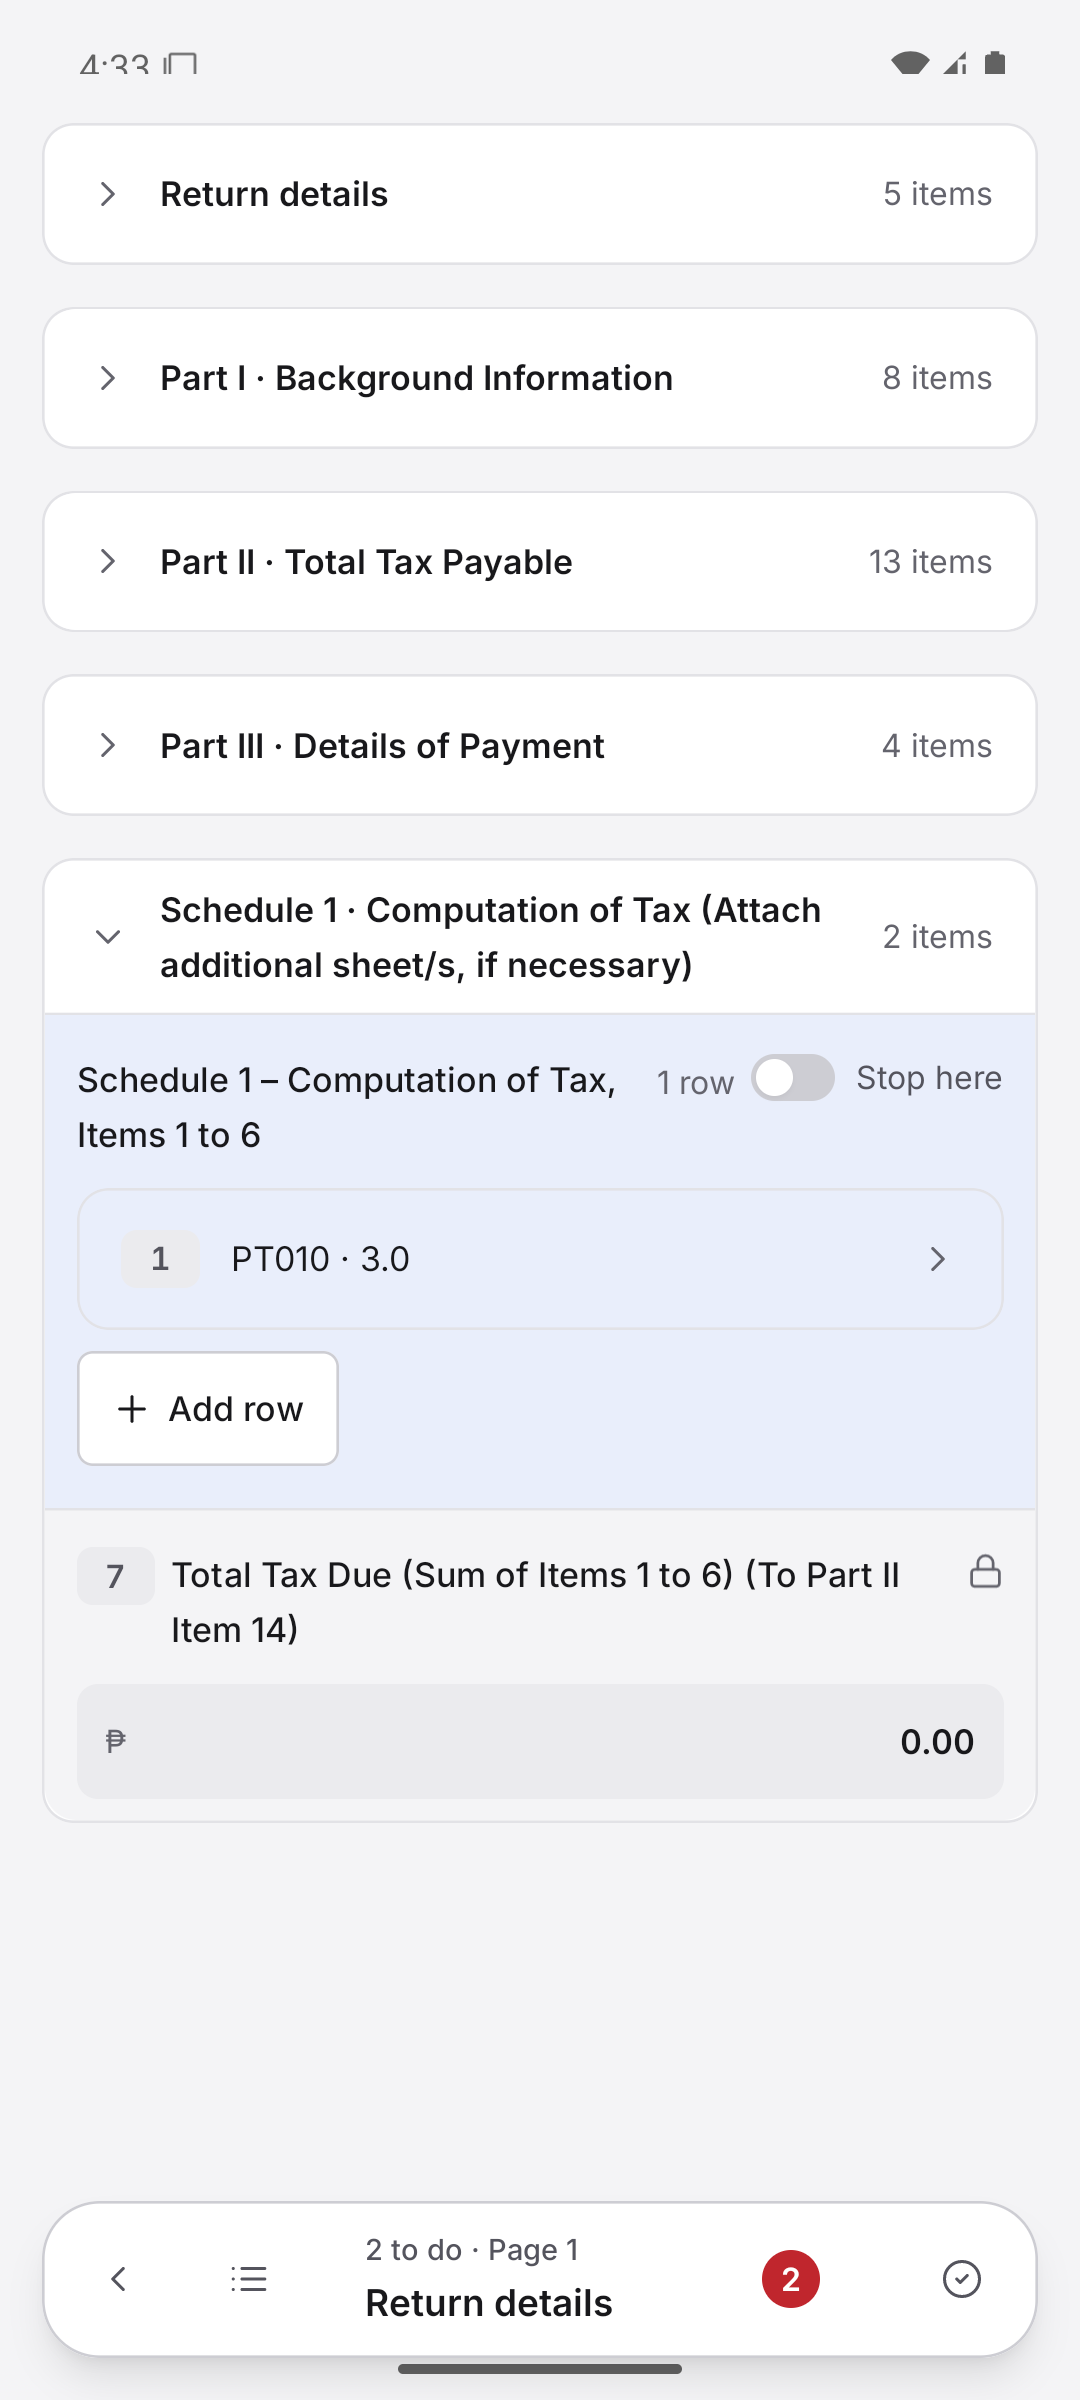 4:33
Return details
5 items
Part I · Background Information
8 items
Part II · Total Tax Payable
13 items
Part III · Details of Payment
4 items
Schedule 1 · Computation of Tax (Attach
additional sheet/s, if necessary)
2 items
Schedule 1 – Computation of Tax,
Items 1 to 6
1 row
Stop here
1 PT010 · 3.0
Add row
7 Total Tax Due (Sum of Items 1 to 6) (To Part II
Item 14)
₱ 0.00
2 to do · Page 1
Return details
2